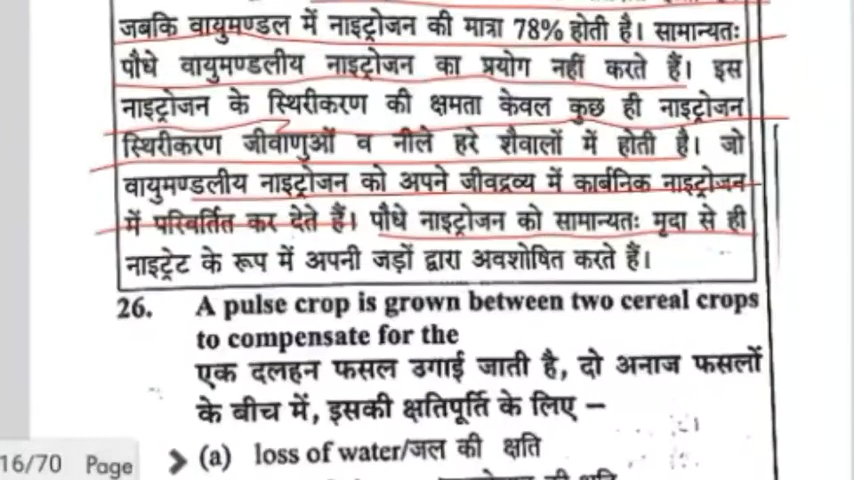 जबकि वायुमण्डल में नाइट्रोजन की मात्रा 78% होती है। सामान्यतः
पौधे वायुमण्डलीय नाइट्रोजन का प्रयोग नहीं करते हैं। इस
नाइट्रोजन के स्थिरीकरण की क्षमता केवल कुछ ही नाइट्रोजन
स्थिरीकरण जीवाणुओं व नीले हरे शैवालों में होती है। जो
वायुमण्डलीय नाइट्रोजन को अपने जीवद्रव्य में कार्बनिक नाइट्रोजन
में परिवर्तित कर देते हैं। पौधे नाइट्रोजन को सामान्यतः मृदा से ही
नाइट्रेट के रूप में अपनी जड़ों द्वारा अवशोषित करते हैं।
26. A pulse crop is grown between two cereal crops
to compensate for the
एक दलहन फसल उगाई जाती है, दो अनाज फसलों
के बीच में, इसकी क्षतिपूर्ति के लिए –
(a) loss of water/जल की क्षति
16/70 Page